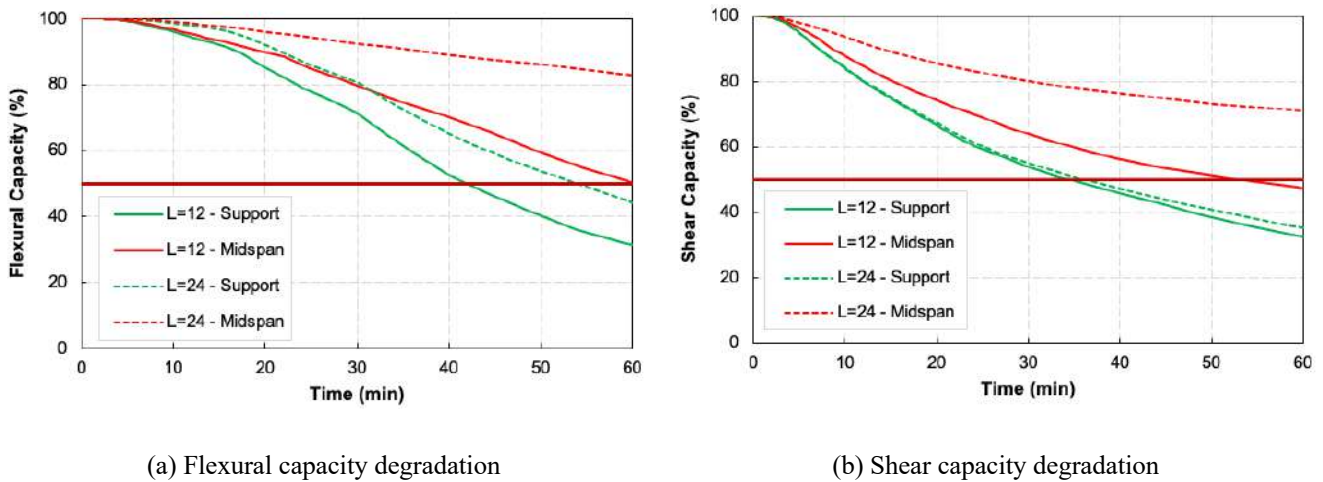 100
80
60
40
20
0
Flexural Capacity (%)
L=12 - Support
L=12 - Midspan
L=24 - Support
L=24 - Midspan
0 10 20 30 40 50 60
Time (min)
(a) Flexural capacity degradation
100
80
60
40
20
0
Shear Capacity (%)
L=12 - Support
L=12 - Midspan
L=24 - Support
L=24 - Midspan
0 10 20 30 40 50 60
Time (min)
(b) Shear capacity degradation